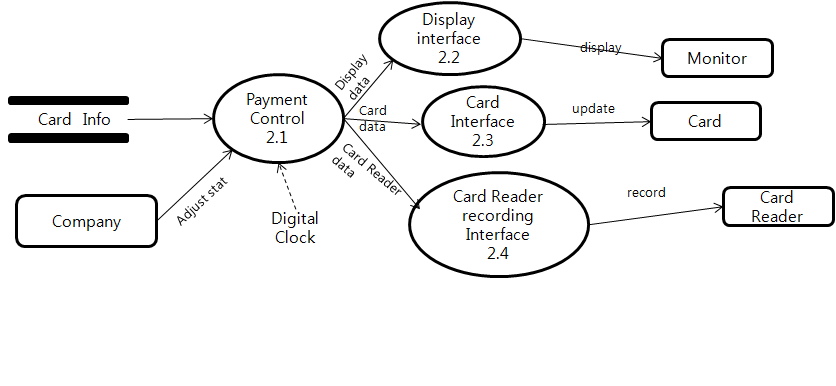 Display
interface
2.2
display
Monitor
Display
data
Payment
Control
2.1
Card Info
Card
data
Card
Interface
2.3
update
Card
Card Reader
data
Adjust stat
Company
Digital
Clock
Card Reader
recording
Interface
2.4
record
Card
Reader